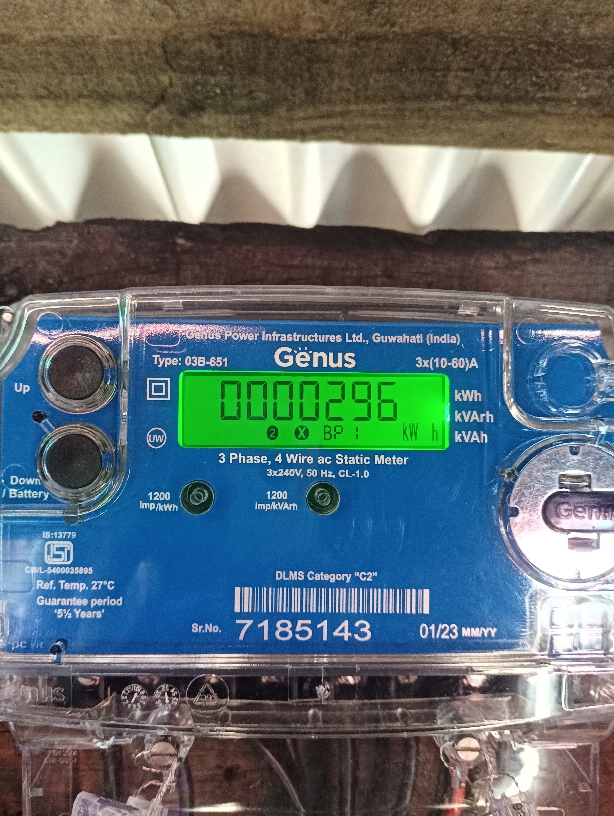 Genus Power Infrastructures Ltd., Guwahati (India)
Type: 03B-651
Genus
3x(10-60)A
Up
0000296
2 X BP 1 kW h
kWh
kVArh
kVAh
UW
Down
/ Battery
3 Phase, 4 Wire ac Static Meter
3x240V, 50 Hz, CL-1.0
1200
imp/kWh
1200
imp/kVArh
IS:13779
ISI
CM/L-5400035895
Ref. Temp. 27°C
Guarantee period
'5½ Years'
DLMS Category "C2"
Sr.No. 7185143 01/23 MM/YY